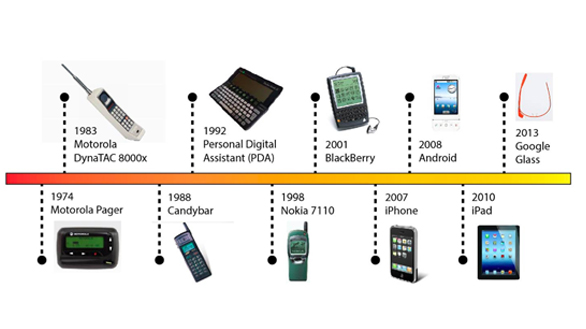 1983
Motorola
DynaTAC 8000x
1992
Personal Digital
Assistant (PDA)
2001
BlackBerry
2008
Android
2013
Google
Glass
1974
Motorola Pager
1988
Candybar
1998
Nokia 7110
2007
iPhone
2010
iPad
MOTOROLA